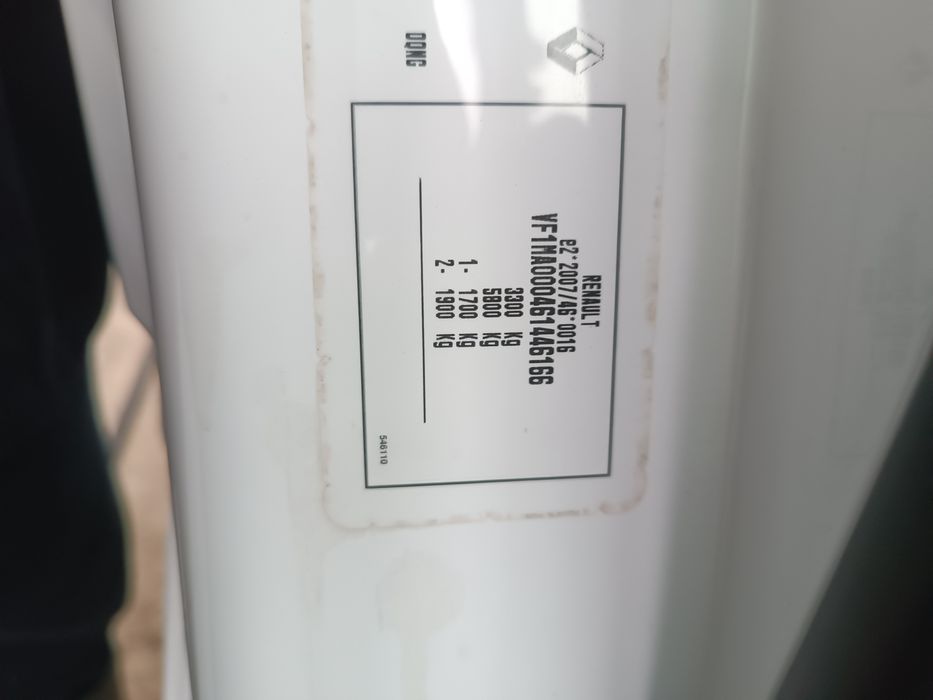 RENAULT
e2*2007/46*0016
VF1MA000461446166
3300 Kg
5800 Kg
1- 1700 Kg
2- 1900 Kg
546110
DQNG